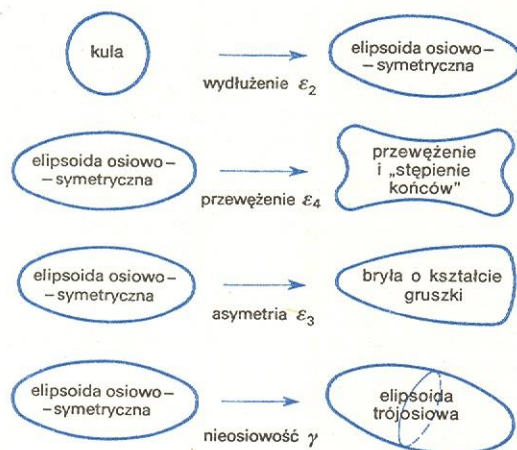 kula
wydłużenie ε₂
elipsoida osiowo–
–symetryczna
elipsoida osiowo–
–symetryczna
przewężenie ε₄
przewężenie
i „stępienie
końców”
elipsoida osiowo–
–symetryczna
asymetria ε₃
bryła o kształcie
gruszki
elipsoida osiowo–
–symetryczna
nieosiowość γ
elipsoida
trójosiowa